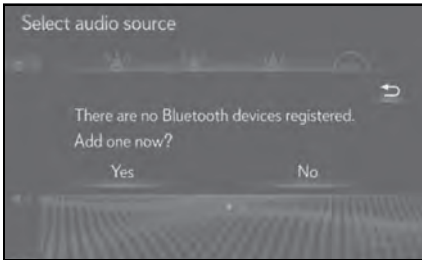 Select audio source
There are no Bluetooth devices registered.
Add one now?
Yes
No